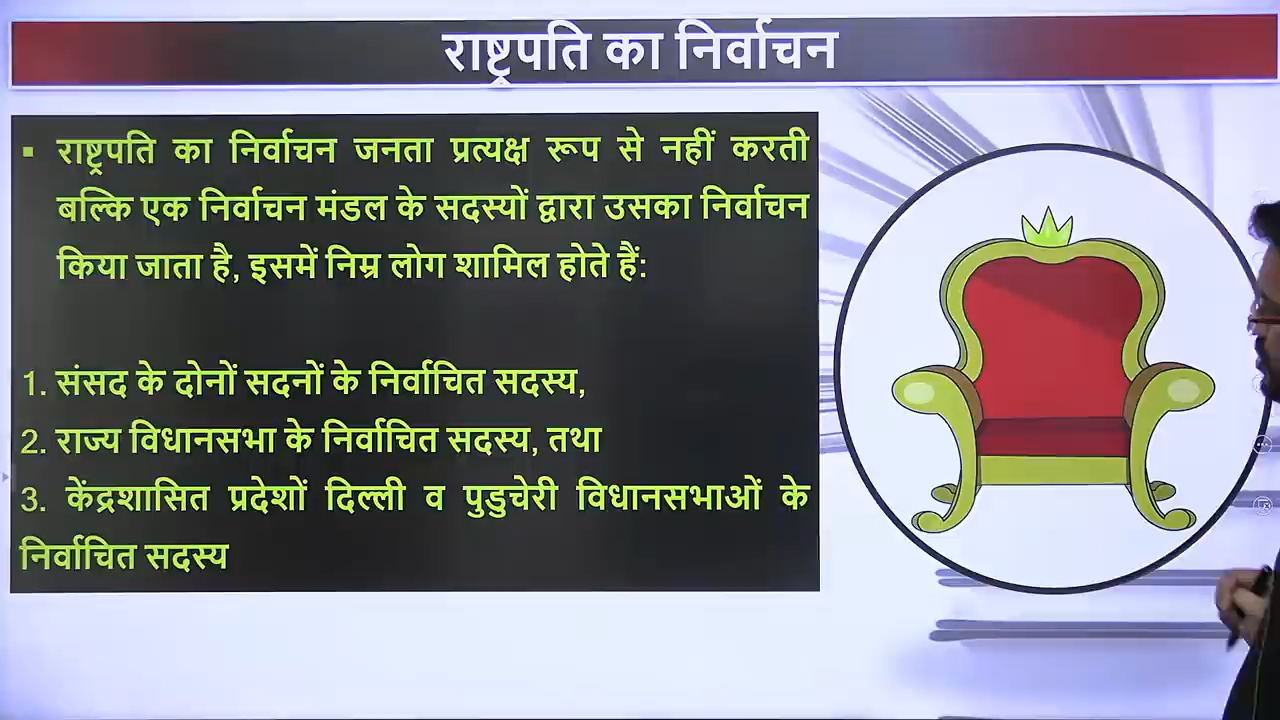 राष्ट्रपति का निर्वाचन
▪ राष्ट्रपति का निर्वाचन जनता प्रत्यक्ष रूप से नहीं करती
बल्कि एक निर्वाचन मंडल के सदस्यों द्वारा उसका निर्वाचन
किया जाता है, इसमें निम्न लोग शामिल होते हैं:
1. संसद के दोनों सदनों के निर्वाचित सदस्य,
2. राज्य विधानसभा के निर्वाचित सदस्य, तथा
3. केंद्रशासित प्रदेशों दिल्ली व पुडुचेरी विधानसभाओं के
निर्वाचित सदस्य